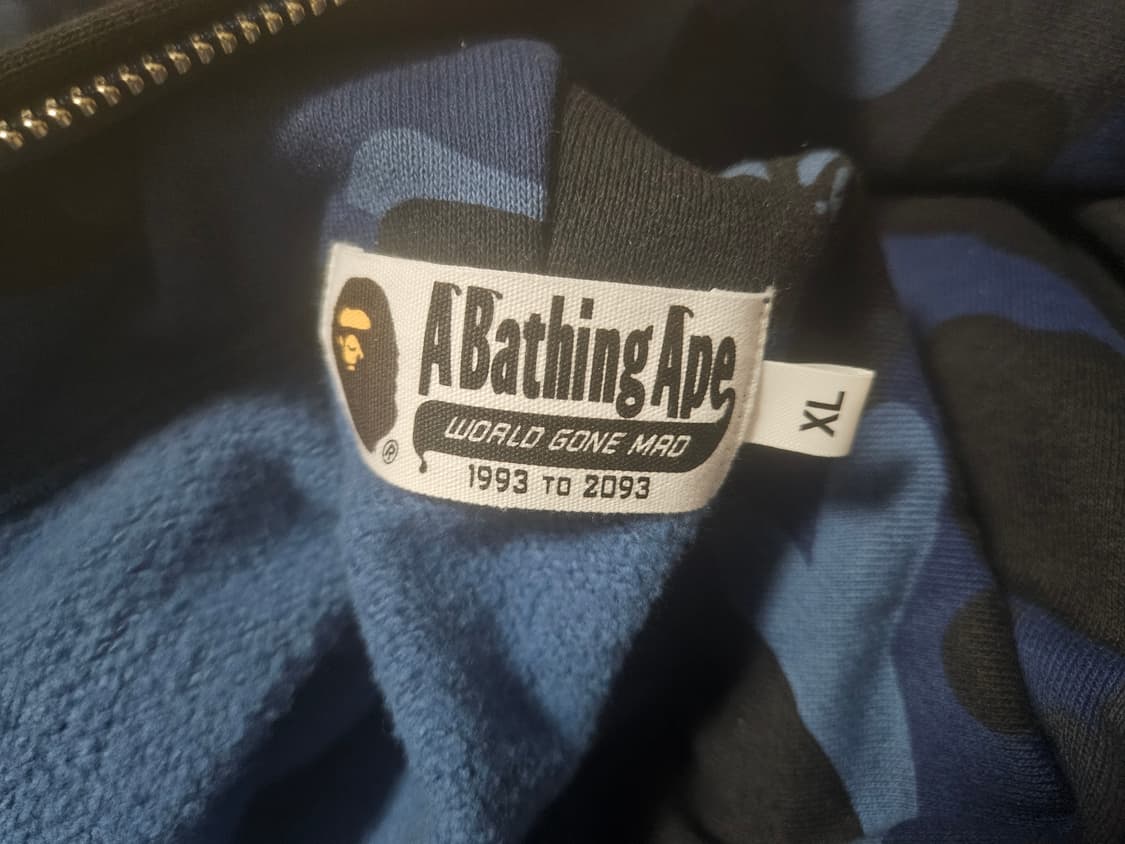 A Bathing Ape
WORLD GONE MAD
1993 TO 2093
®
XL